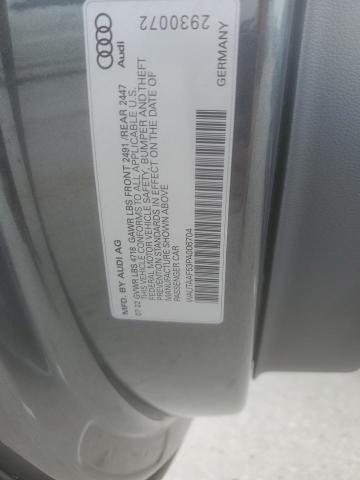 Audi
2930072
GERMANY
MFD. BY AUDI AG
07 22 GVWR LBS 4718 GAWR LBS FRONT 2491/REAR 2447
THIS VEHICLE CONFORMS TO ALL APPLICABLE U.S.
FEDERAL MOTOR VEHICLE SAFETY, BUMPER AND THEFT
PREVENTION STANDARDS IN EFFECT ON THE DATE OF
MANUFACTURE SHOWN ABOVE
PASSENGER CAR
WAUTAAF53PA006704